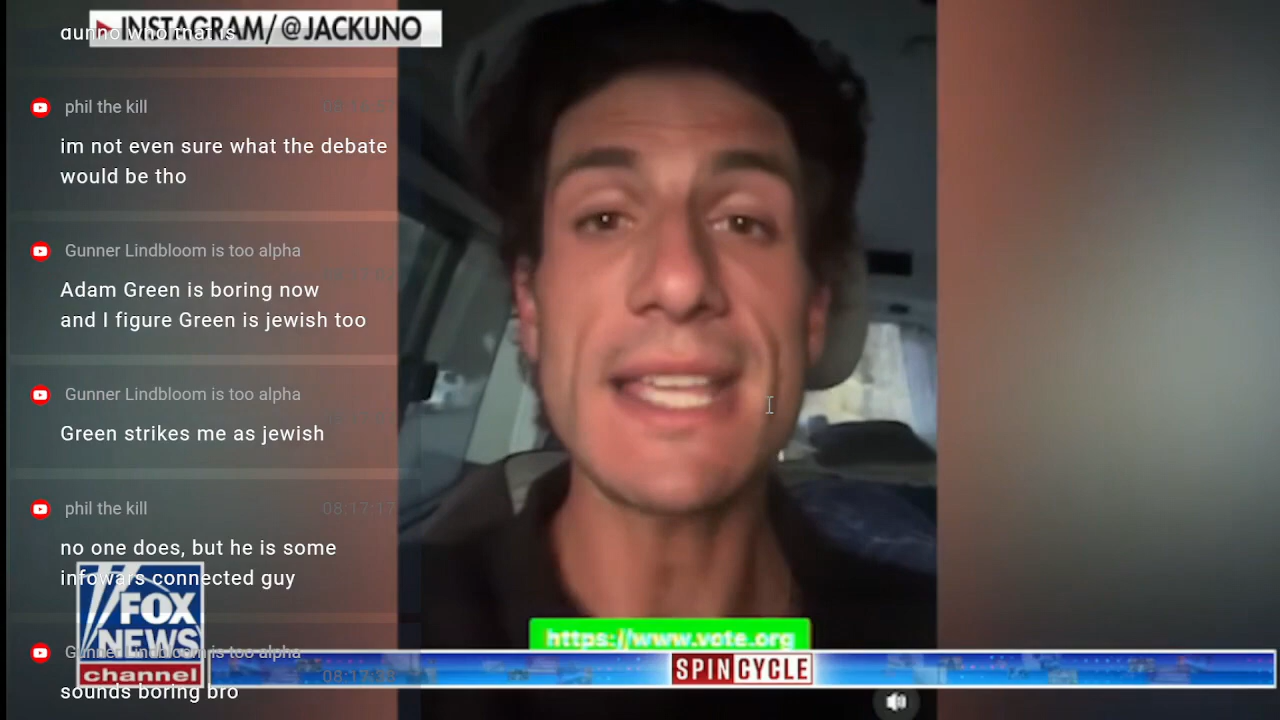 INSTAGRAM/@JACKUNO
dunno who that is
phil the kill
im not even sure what the debate
would be tho
Gunner Lindbloom is too alpha
Adam Green is boring now
and I figure Green is jewish too
Gunner Lindbloom is too alpha
Green strikes me as jewish
phil the kill 08:17:17
no one does, but he is some
infowars connected guy
FOX
NEWS
channel
Gunner Lindbloom is too alpha
sounds boring bro
https://www.vote.org
SPIN CYCLE